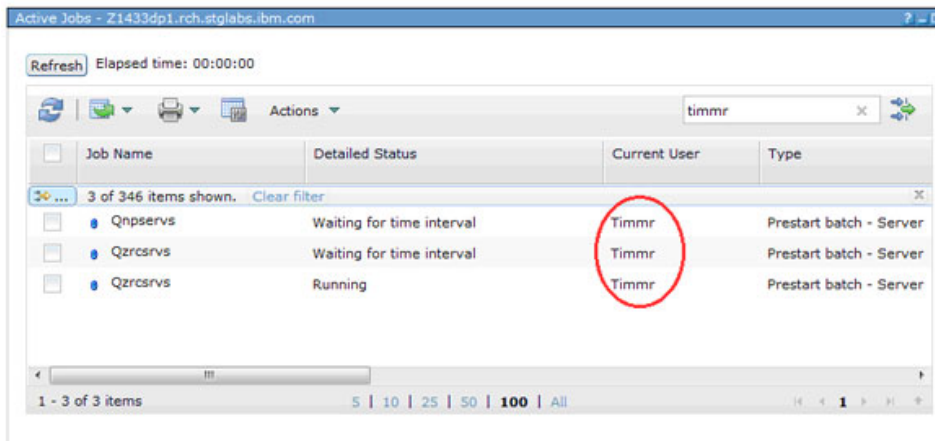 Active Jobs - Z1433dp1.rch.stglabs.ibm.com
Refresh Elapsed time: 00:00:00
Actions timmr
Job Name Detailed Status Current User Type
... 3 of 346 items shown. Clear filter
Qnpservs Waiting for time interval Timmr Prestart batch - Server
Qzrcsrvs Waiting for time interval Timmr Prestart batch - Server
Qzrcsrvs Running Timmr Prestart batch - Server
1 - 3 of 3 items 5 | 10 | 25 | 50 | 100 | All 1